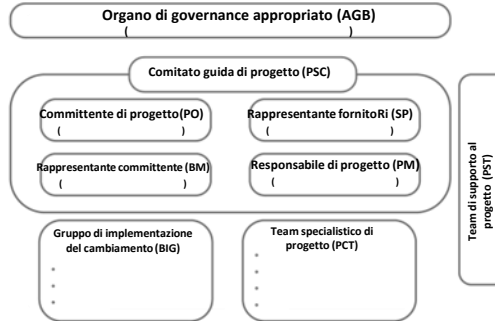 Organo di governance appropriato (AGB)
( )
Comitato guida di progetto (PSC)
Committente di progetto(PO)
( )
Rappresentante fornitoRi (SP)
( )
Rappresentante committente (BM)
( )
Responsabile di progetto (PM)
( )
Gruppo di implementazione
del cambiamento (BIG)
Team specialistico di
progetto (PCT)
Team di supporto al
progetto (PST)